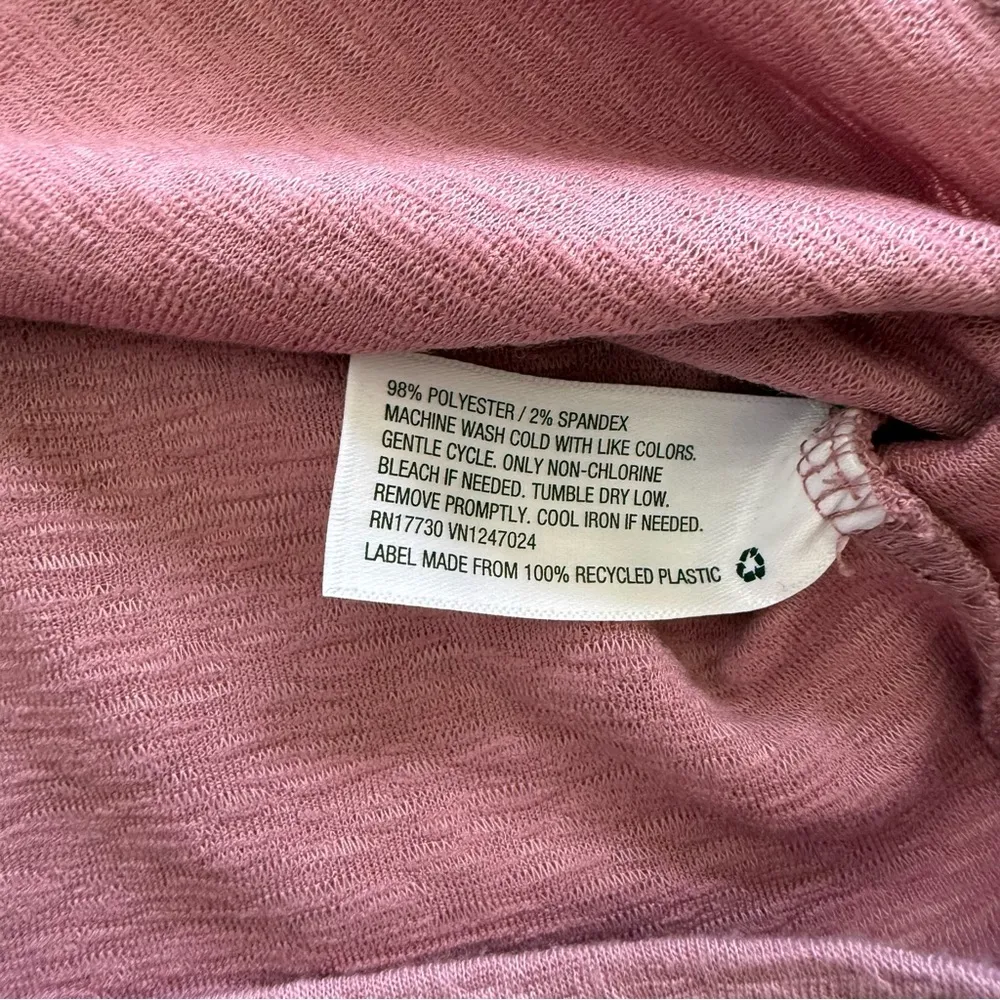 98% POLYESTER / 2% SPANDEX
MACHINE WASH COLD WITH LIKE COLORS.
GENTLE CYCLE. ONLY NON-CHLORINE
BLEACH IF NEEDED. TUMBLE DRY LOW.
REMOVE PROMPTLY. COOL IRON IF NEEDED.
RN17730 VN1247024
LABEL MADE FROM 100% RECYCLED PLASTIC